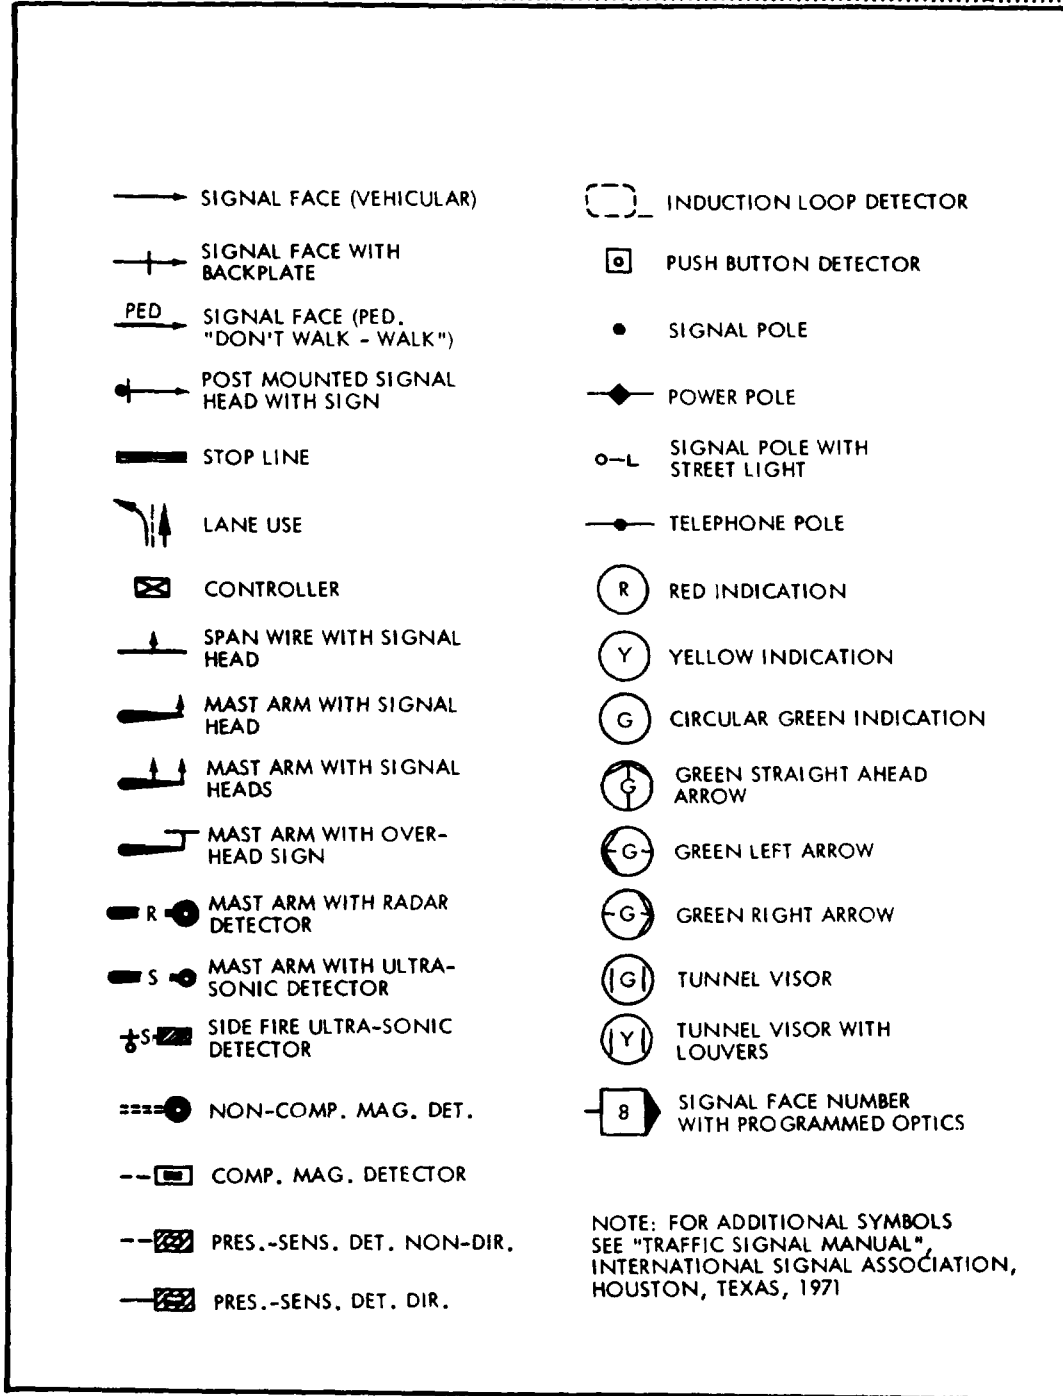 SIGNAL FACE (VEHICULAR)
SIGNAL FACE WITH
BACKPLATE
PED
SIGNAL FACE (PED.
"DON'T WALK - WALK")
POST MOUNTED SIGNAL
HEAD WITH SIGN
STOP LINE
LANE USE
CONTROLLER
SPAN WIRE WITH SIGNAL
HEAD
MAST ARM WITH SIGNAL
HEAD
MAST ARM WITH SIGNAL
HEADS
MAST ARM WITH OVER-
HEAD SIGN
R
MAST ARM WITH RADAR
DETECTOR
S
MAST ARM WITH ULTRA-
SONIC DETECTOR
S
SIDE FIRE ULTRA-SONIC
DETECTOR
NON-COMP. MAG. DET.
COMP. MAG. DETECTOR
PRES.-SENS. DET. NON-DIR.
PRES.-SENS. DET. DIR.
INDUCTION LOOP DETECTOR
PUSH BUTTON DETECTOR
SIGNAL POLE
POWER POLE
L
SIGNAL POLE WITH
STREET LIGHT
TELEPHONE POLE
R RED INDICATION
Y YELLOW INDICATION
G CIRCULAR GREEN INDICATION
G
GREEN STRAIGHT AHEAD
ARROW
G GREEN LEFT ARROW
G GREEN RIGHT ARROW
G TUNNEL VISOR
Y
TUNNEL VISOR WITH
LOUVERS
8
SIGNAL FACE NUMBER
WITH PROGRAMMED OPTICS
NOTE: FOR ADDITIONAL SYMBOLS
SEE "TRAFFIC SIGNAL MANUAL",
INTERNATIONAL SIGNAL ASSOCIATION,
HOUSTON, TEXAS, 1971